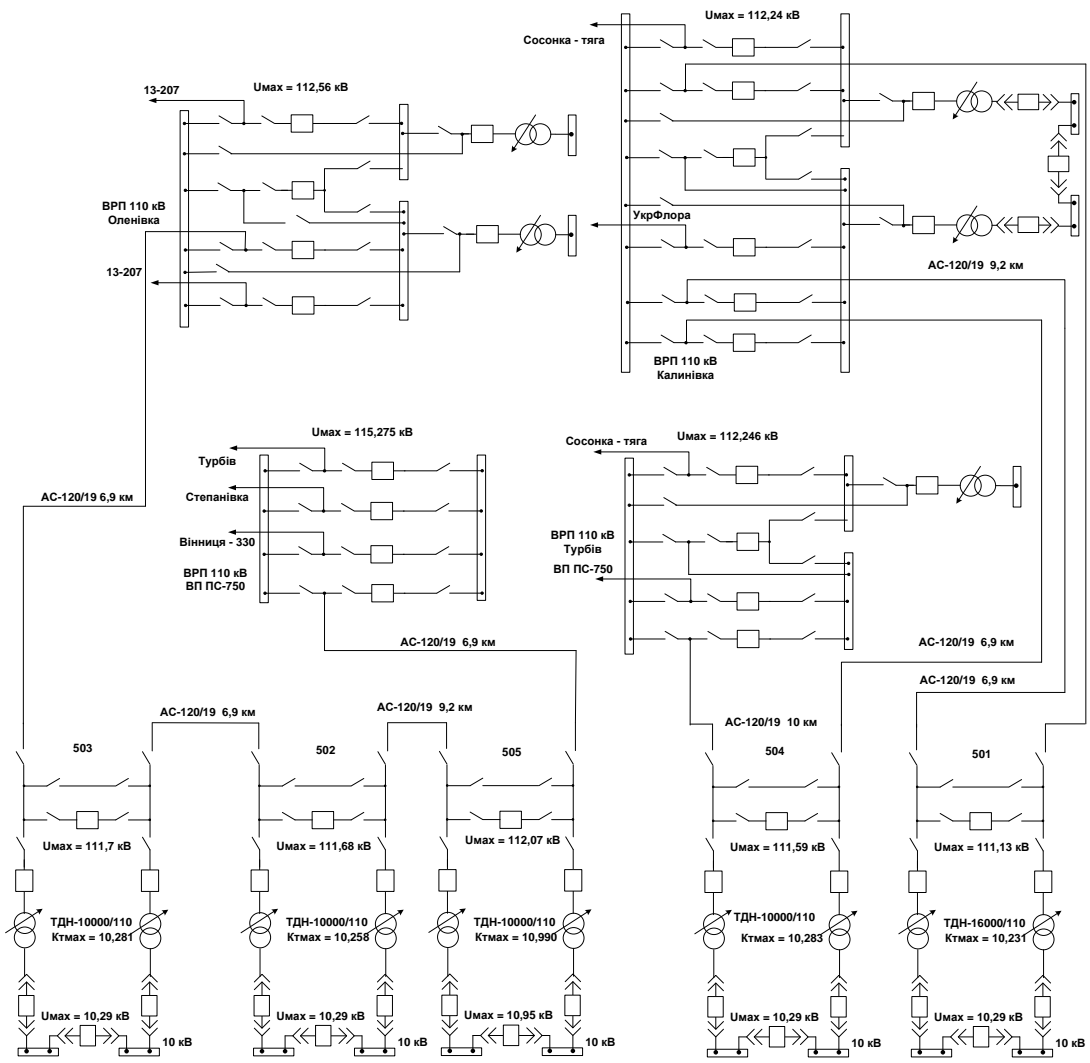 Uмах = 112,24 кВ
Сосонка - тяга
13-207
Uмах = 112,56 кВ
ВРП 110 кВ
Оленівка
УкрФлора
13-207
АС-120/19 9,2 км
ВРП 110 кВ
Калинівка
Uмах = 115,275 кВ
Сосонка - тяга
Uмах = 112,246 кВ
Турбів
АС-120/19 6,9 км
Степанівка
Вінниця - 330
ВРП 110 кВ
Турбів
ВРП 110 кВ
ВП ПС-750
ВП ПС-750
АС-120/19 6,9 км
АС-120/19 6,9 км
АС-120/19 6,9 км
АС-120/19 6,9 км
АС-120/19 9,2 км
АС-120/19 10 км
503
502
505
504
501
Uмах = 111,7 кВ
Uмах = 111,68 кВ
Uмах = 112,07 кВ
Uмах = 111,59 кВ
Uмах = 111,13 кВ
ТДН-10000/110
Ктмах = 10,281
ТДН-10000/110
Ктмах = 10,258
ТДН-10000/110
Ктмах = 10,990
ТДН-10000/110
Ктмах = 10,283
ТДН-16000/110
Ктмах = 10,231
Uмах = 10,29 кВ
Uмах = 10,29 кВ
Uмах = 10,95 кВ
Uмах = 10,29 кВ
Uмах = 10,29 кВ
10 кВ
10 кВ
10 кВ
10 кВ
10 кВ